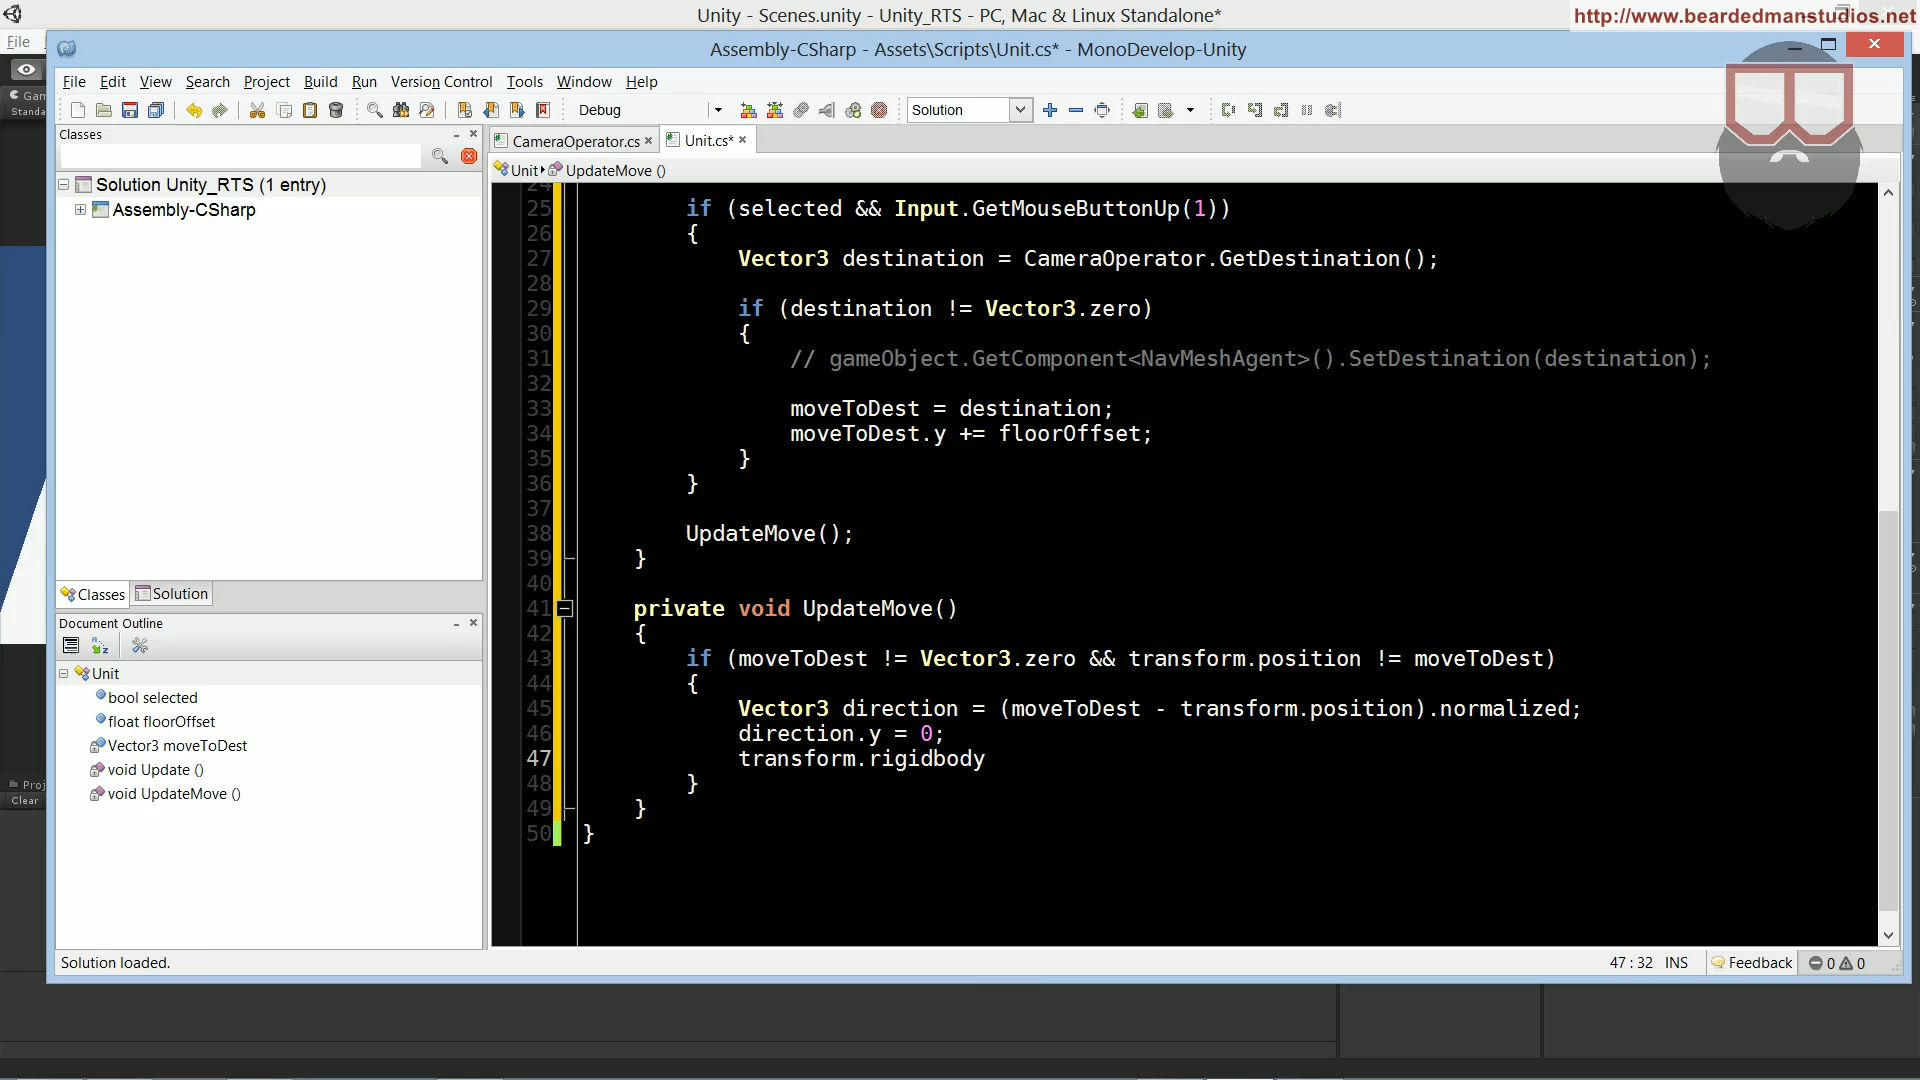 Unity - Scenes.unity - Unity_RTS - PC, Mac & Linux Standalone*
http://www.beardedmanstudios.net
File
Assembly-CSharp - Assets\Scripts\Unit.cs* - MonoDevelop-Unity
File Edit View Search Project Build Run Version Control Tools Window Help
Debug
Solution
Gam
Standa
Classes
CameraOperator.cs
Unit.cs*
Unit
UpdateMove ()
Solution Unity_RTS (1 entry)
Assembly-CSharp
Classes
Solution
Document Outline
Unit
bool selected
float floorOffset
Vector3 moveToDest
void Update ()
void UpdateMove ()
Proj
Clear
24
25 if (selected && Input.GetMouseButtonUp(1))
26 {
27 Vector3 destination = CameraOperator.GetDestination();
28
29 if (destination != Vector3.zero)
30 {
31 // gameObject.GetComponent<NavMeshAgent>().SetDestination(destination);
32
33 moveToDest = destination;
34 moveToDest.y += floorOffset;
35 }
36 }
37
38 UpdateMove();
39 }
40
41 private void UpdateMove()
42 {
43 if (moveToDest != Vector3.zero && transform.position != moveToDest)
44 {
45 Vector3 direction = (moveToDest - transform.position).normalized;
46 direction.y = 0;
47 transform.rigidbody
48 }
49 }
50 }
Solution loaded.
47 : 32 INS
Feedback
0
0